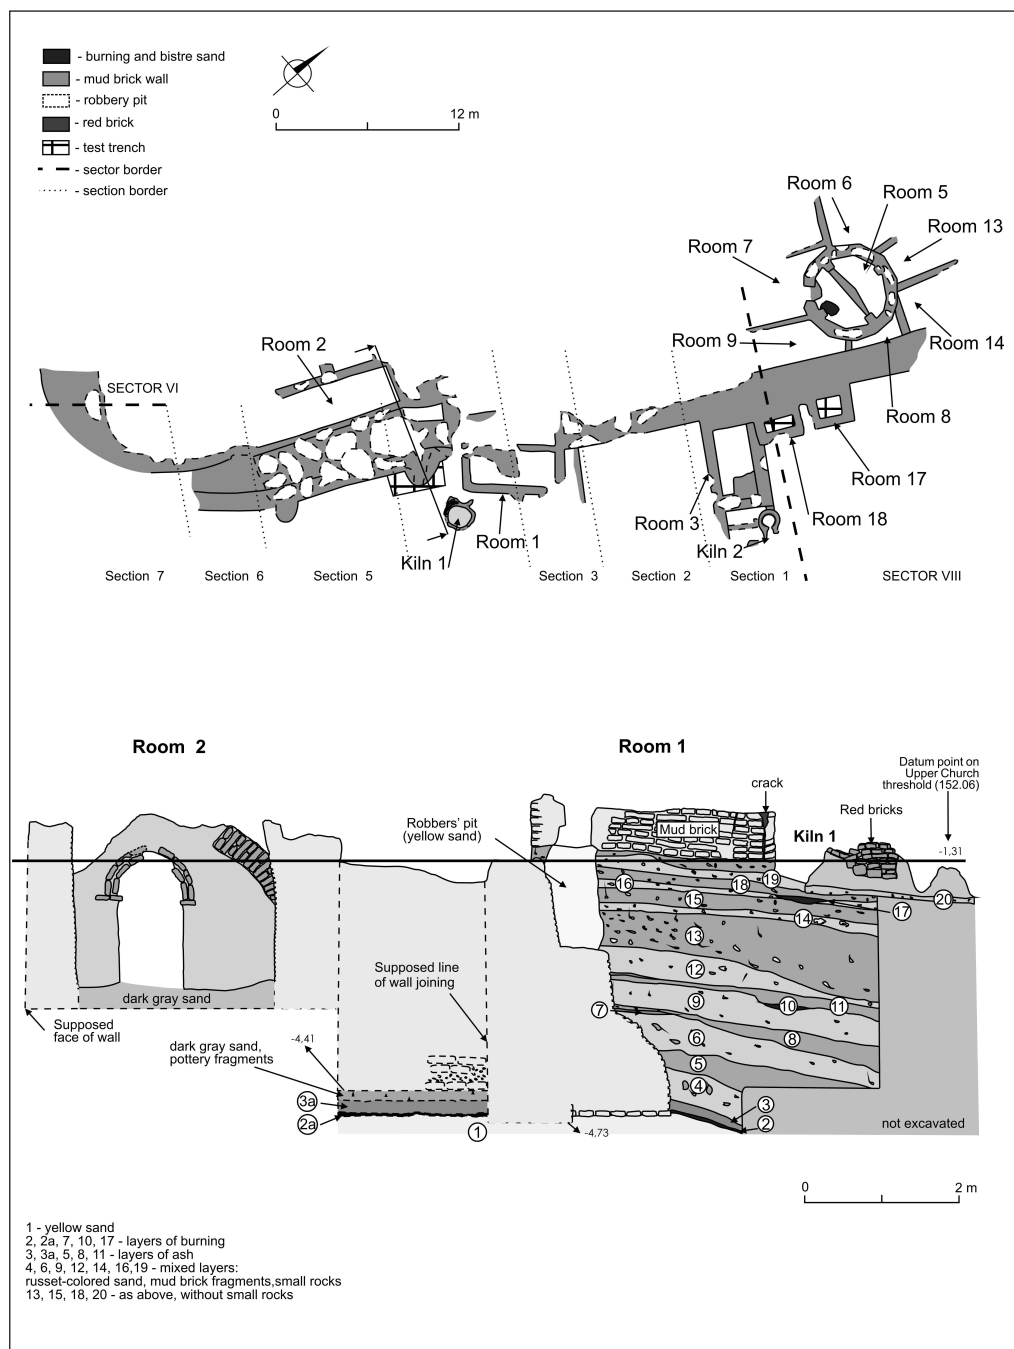 - burning and bistre sand
- mud brick wall
- robbery pit
- red brick
- test trench
- sector border
- section border
0 12 m
Room 6
Room 5
Room 13
Room 7
Room 14
Room 9
Room 8
Room 2
SECTOR VI
Room 17
Room 18
Room 3
Room 1
Kiln 2
Kiln 1
Section 7
Section 6
Section 5
Section 3
Section 2
Section 1
SECTOR VIII
Room 2
Room 1
Datum point on
Upper Church
threshold (152.06)
crack
Red bricks
Robbers' pit
(yellow sand)
Mud brick
Kiln 1
-1,31
16
18
19
15
17
20
14
13
12
9
10
11
7
8
6
5
4
3
2
Supposed line
of wall joining
dark gray sand
Supposed
face of wall
-4,41
dark gray sand,
pottery fragments
3a
2a
1
-4,73
not excavated
0 2 m
1 - yellow sand
2, 2a, 7, 10, 17 - layers of burning
3, 3a, 5, 8, 11 - layers of ash
4, 6, 9, 12, 14, 16,19 - mixed layers:
russet-colored sand, mud brick fragments,small rocks
13, 15, 18, 20 - as above, without small rocks